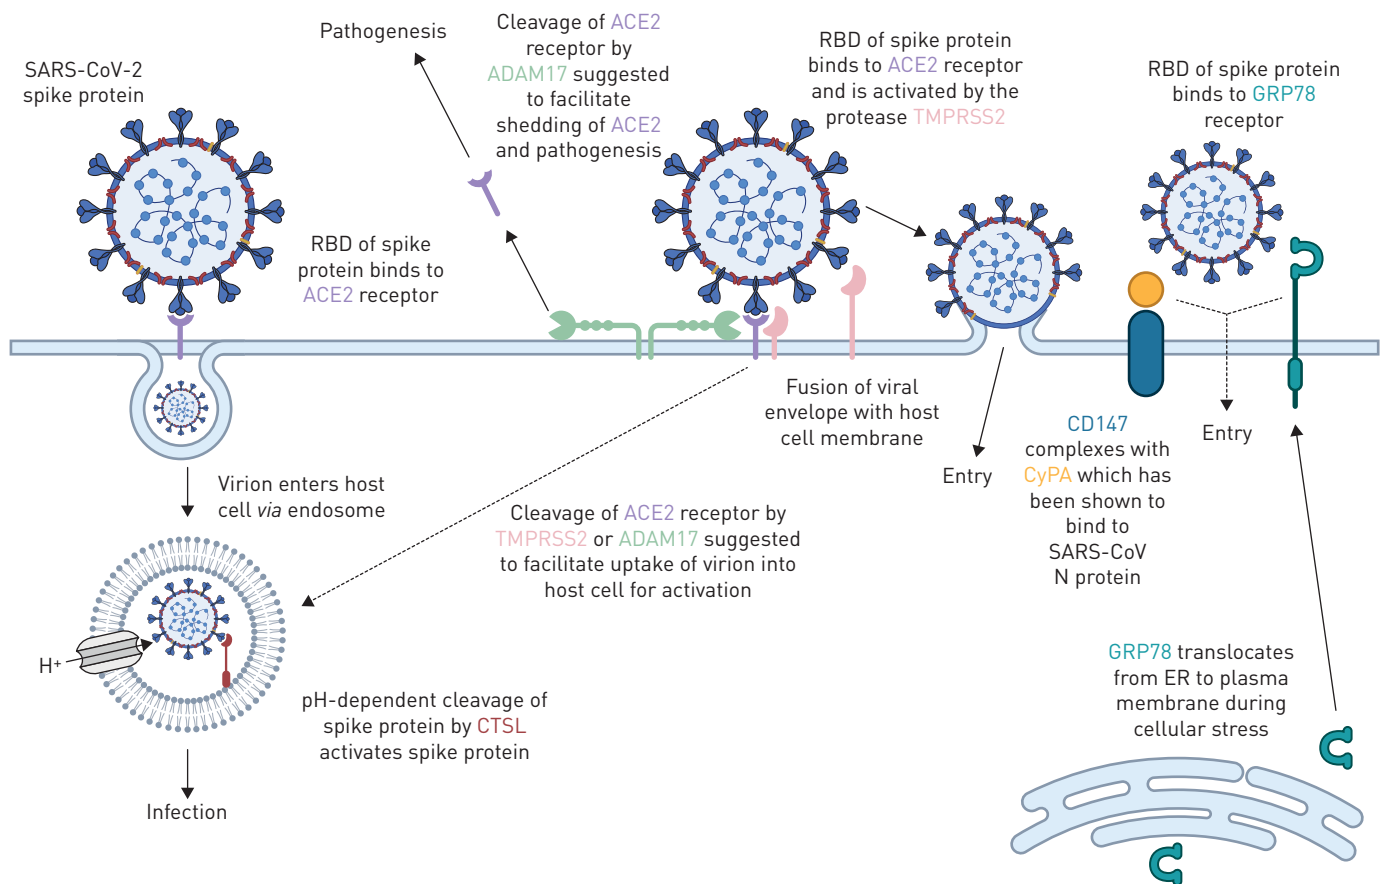 SARS-CoV-2
spike protein
Pathogenesis
Cleavage of ACE2
receptor by
ADAM17 suggested
to facilitate
shedding of ACE2
and pathogenesis
RBD of spike protein
binds to ACE2 receptor
and is activated by the
protease TMPRSS2
RBD of spike protein
binds to GRP78
receptor
RBD of spike
protein binds to
ACE2 receptor
Fusion of viral
envelope with host
cell membrane
Entry
CD147
complexes with
CyPA which has
been shown to
bind to
SARS-CoV
N protein
Entry
Virion enters host
cell via endosome
Cleavage of ACE2 receptor by
TMPRSS2 or ADAM17 suggested
to facilitate uptake of virion into
host cell for activation
H+
pH-dependent cleavage of
spike protein by CTSL
activates spike protein
GRP78 translocates
from ER to plasma
membrane during
cellular stress
Infection